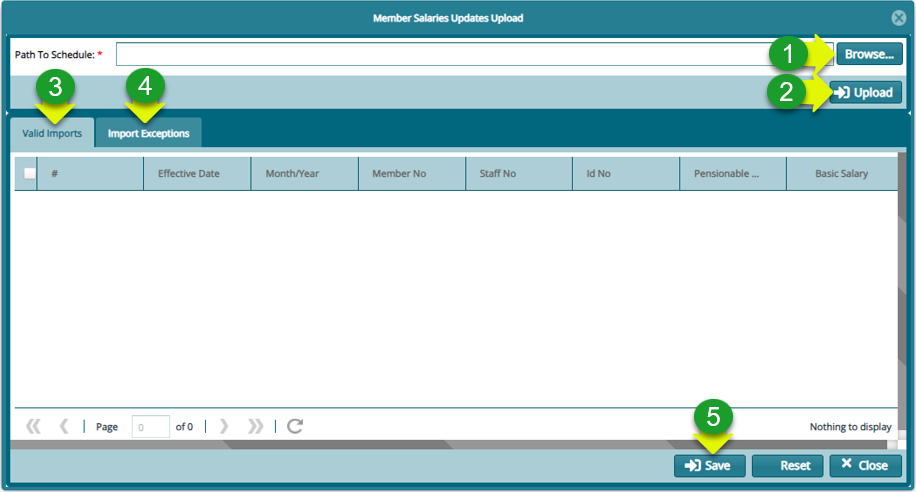 Member Salaries Updates Upload
Path To Schedule: * 1 Browse...
2 Upload
3 4
Valid Imports Import Exceptions
# Effective Date Month/Year Member No Staff No Id No Pensionable ... Basic Salary
Page 0 of 0 Nothing to display
5
Save Reset Close